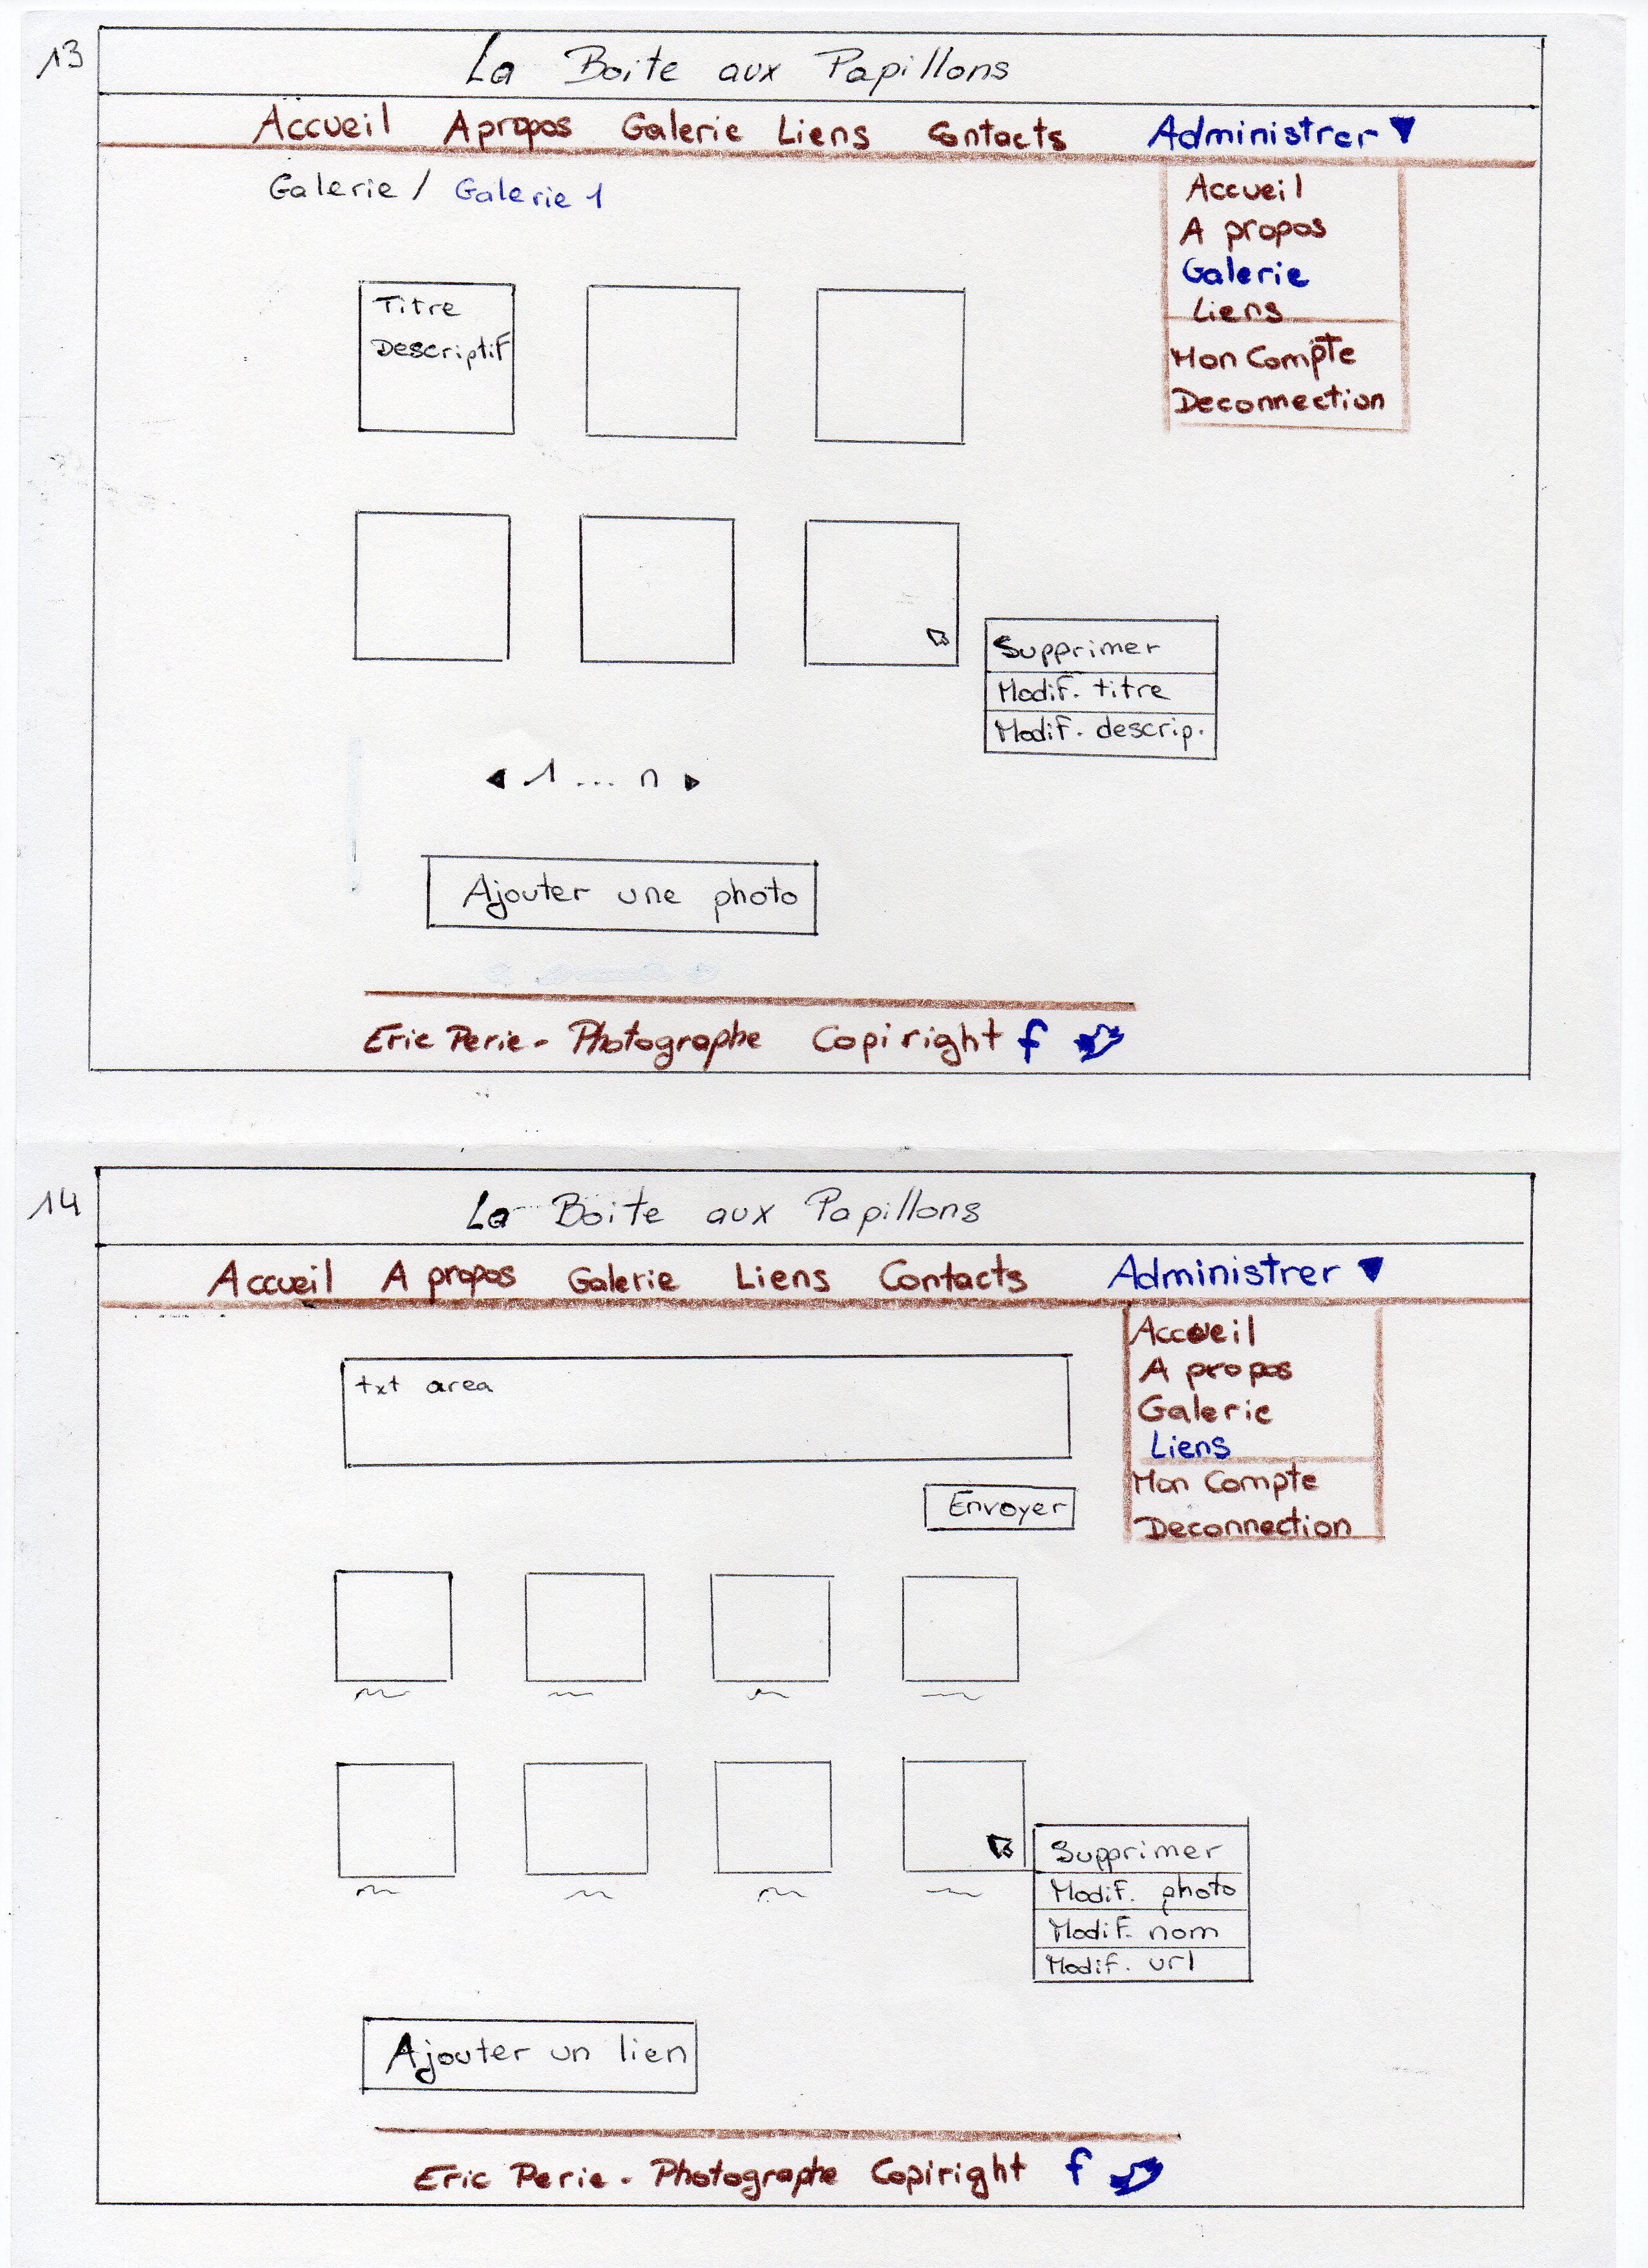 13
La Boite aux Papillons
Accueil A propos Galerie Liens Contacts Administrer ▼
Galerie / Galerie 1
Accueil
A propos
Galerie
Liens
Mon Compte
Deconnection
Titre
Descriptif
Supprimer
Modif. titre
Modif. descrip.
◀ 1 ... n ▶
Ajouter une photo
Eric Perie - Photographe Copiright f
14
La Boite aux Papillons
Accueil A propos Galerie Liens Contacts Administrer ▼
Accueil
A propos
Galerie
Liens
Mon Compte
Deconnection
txt area
Envoyer
Supprimer
Modif. photo
Modif. nom
Modif. url
Ajouter un lien
Eric Perie - Photographe Copiright f